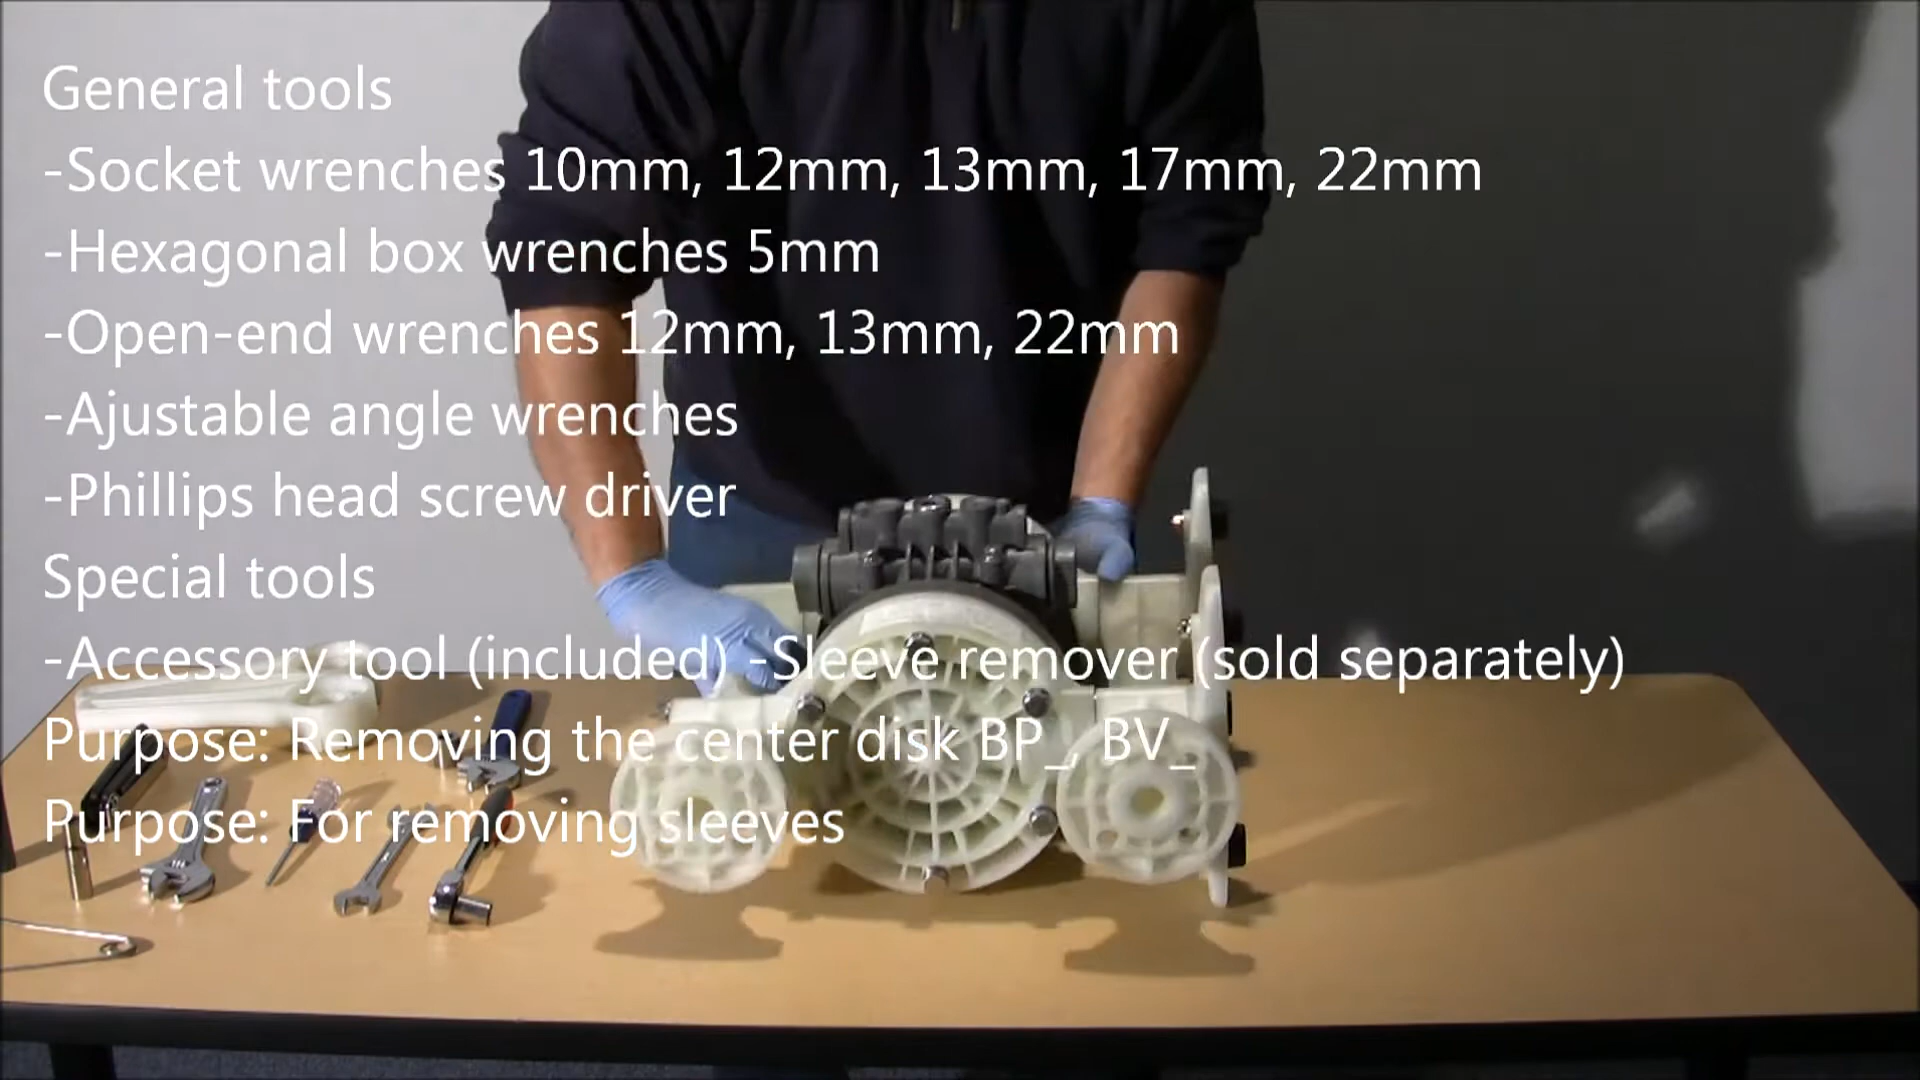 General tools
-Socket wrenches 10mm, 12mm, 13mm, 17mm, 22mm
-Hexagonal box wrenches 5mm
-Open-end wrenches 12mm, 13mm, 22mm
-Ajustable angle wrenches
-Phillips head screw driver
Special tools
-Accessory tool (included) -Sleeve remover (sold separately)
Purpose: Removing the center disk BP_, BV_
Purpose: For removing sleeves